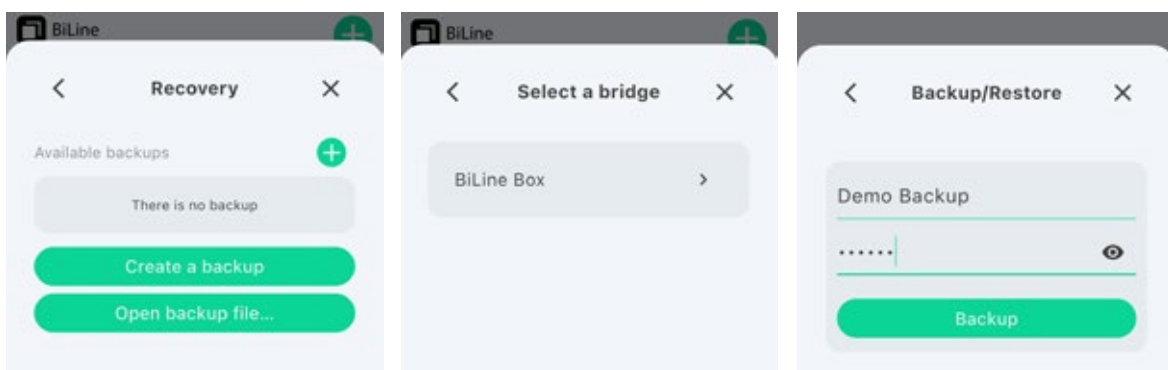 BiLine
Recovery
Available backups
There is no backup
Create a backup
Open backup file...
BiLine
Select a bridge
BiLine Box
Backup/Restore
Demo Backup
••••••
Backup